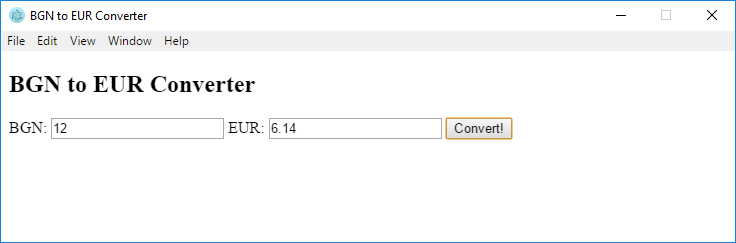 BGN to EUR Converter
File Edit View Window Help
BGN to EUR Converter
BGN: 12 EUR: 6.14 Convert!